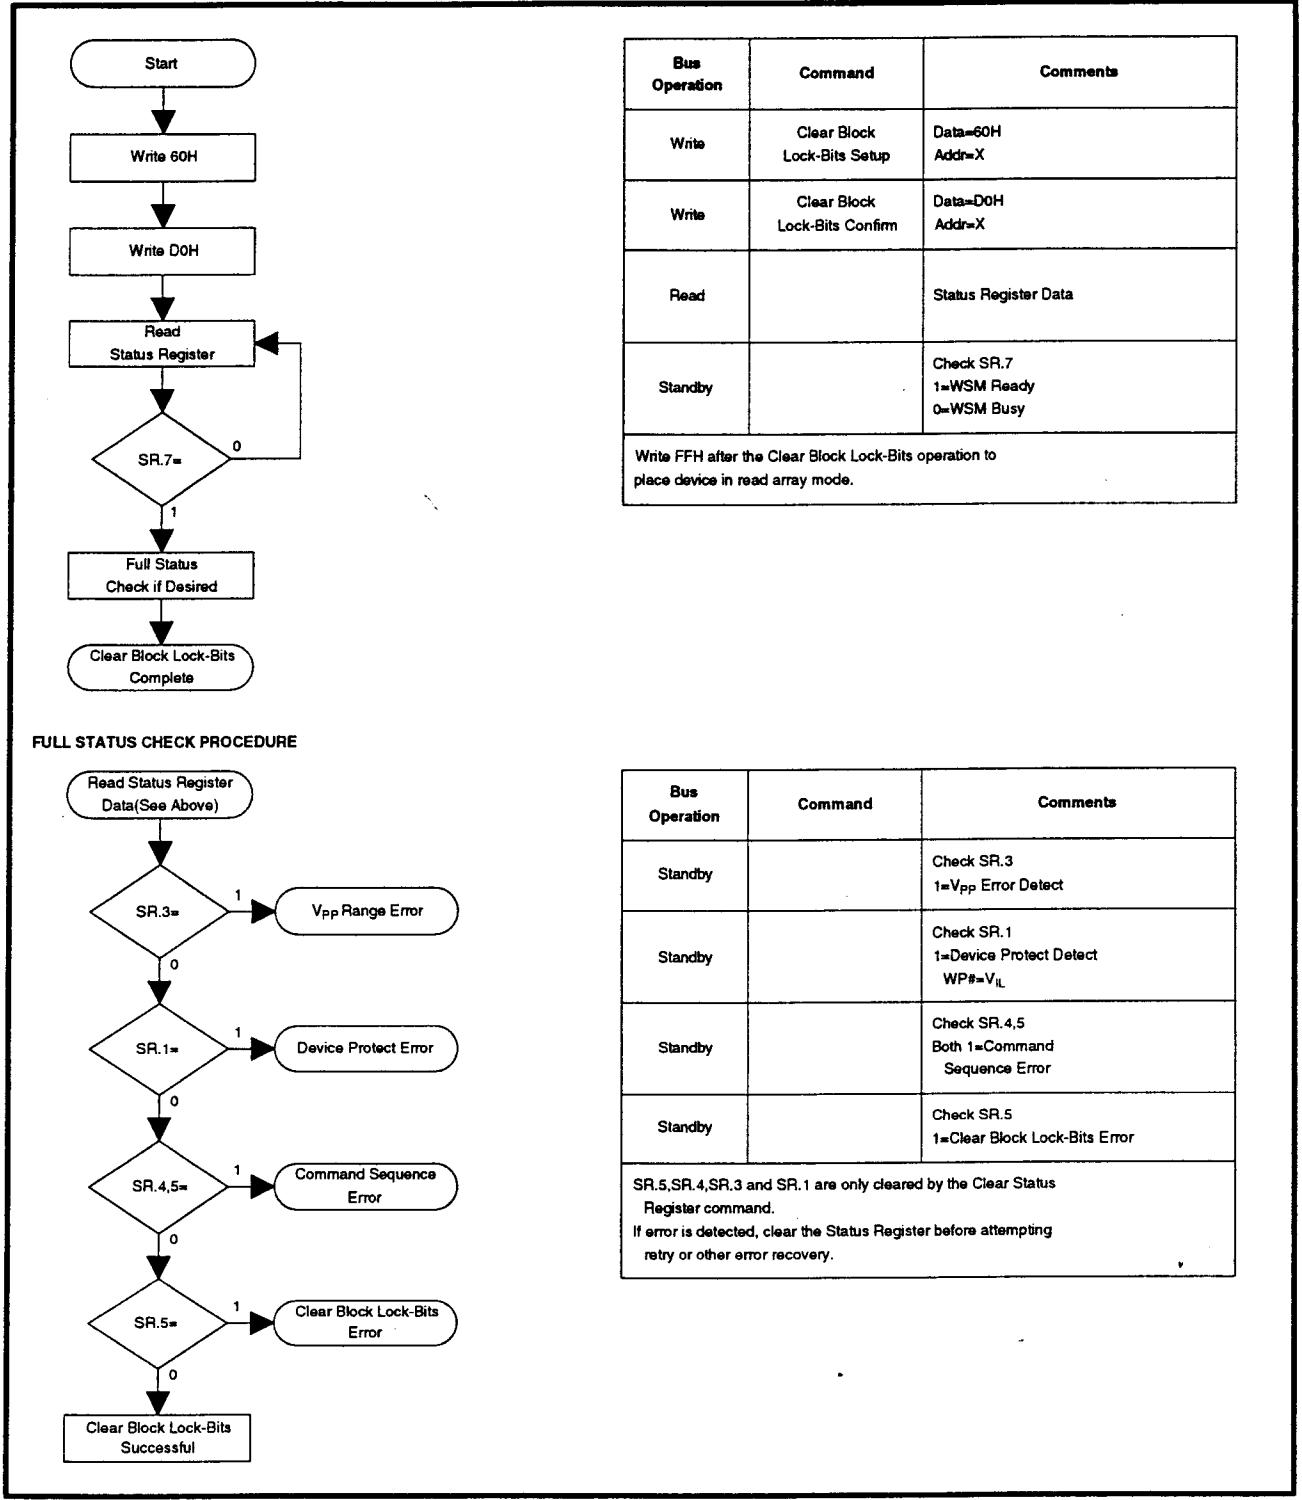 Start
Write 60H
Write D0H
Read
Status Register
SR.7=
0
1
Full Status
Check if Desired
Clear Block Lock-Bits
Complete
Bus
Operation
Command
Comments
Write
Clear Block
Lock-Bits Setup
Data=60H
Addr=X
Write
Clear Block
Lock-Bits Confirm
Data=D0H
Addr=X
Read
Status Register Data
Standby
Check SR.7
1=WSM Ready
0=WSM Busy
Write FFH after the Clear Block Lock-Bits operation to
place device in read array mode.
FULL STATUS CHECK PROCEDURE
Read Status Register
Data(See Above)
SR.3=
1
VPP Range Error
0
SR.1=
1
Device Protect Error
0
SR.4,5=
1
Command Sequence
Error
0
SR.5=
1
Clear Block Lock-Bits
Error
0
Clear Block Lock-Bits
Successful
Bus
Operation
Command
Comments
Standby
Check SR.3
1=VPP Error Detect
Standby
Check SR.1
1=Device Protect Detect
WP#=VIL
Standby
Check SR.4,5
Both 1=Command
Sequence Error
Standby
Check SR.5
1=Clear Block Lock-Bits Error
SR.5,SR.4,SR.3 and SR.1 are only cleared by the Clear Status
Register command.
If error is detected, clear the Status Register before attempting
retry or other error recovery.